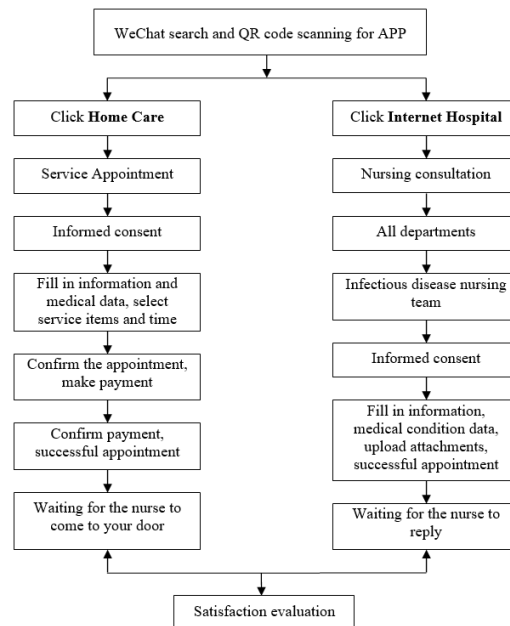 WeChat search and QR code scanning for APP
Click Home Care
Service Appointment
Informed consent
Fill in information and
medical data, select
service items and time
Confirm the appointment,
make payment
Confirm payment,
successful appointment
Waiting for the nurse to
come to your door
Click Internet Hospital
Nursing consultation
All departments
Infectious disease nursing
team
Informed consent
Fill in information,
medical condition data,
upload attachments,
successful appointment
Waiting for the nurse to
reply
Satisfaction evaluation